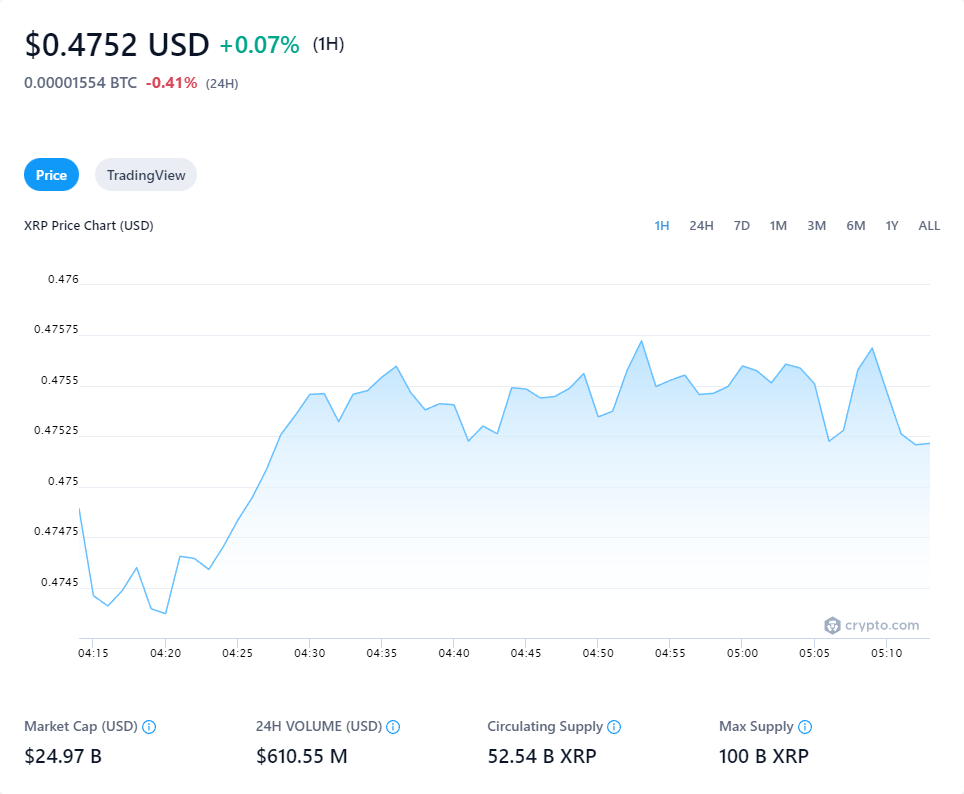 $0.4752 USD +0.07% (1H)
0.00001554 BTC -0.41% (24H)
Price TradingView
XRP Price Chart (USD) 1H 24H 7D 1M 3M 6M 1Y ALL
0.476
0.47575
0.4755
0.47525
0.475
0.47475
0.4745
crypto.com
04:15 04:20 04:25 04:30 04:35 04:40 04:45 04:50 04:55 05:00 05:05 05:10
Market Cap (USD) 24H VOLUME (USD) Circulating Supply Max Supply
$24.97 B $610.55 M 52.54 B XRP 100 B XRP